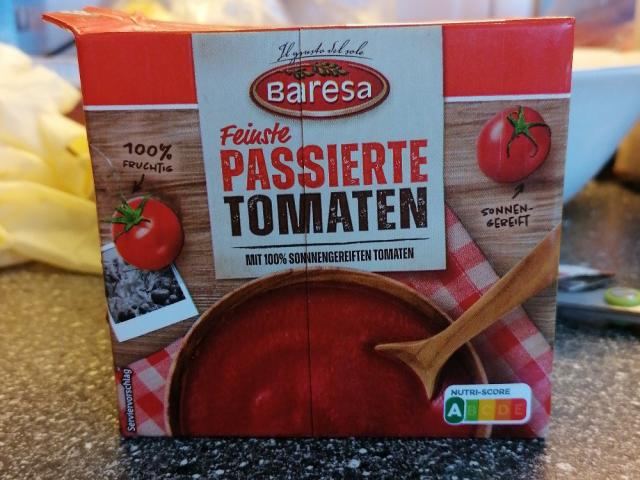 Il gusto del sole
Baresa
Feinste
PASSIERTE
TOMATEN
MIT 100% SONNENGEREIFTEN TOMATEN
100%
FRUCHTIG
SONNEN-
GEREIFT
Serviervorschlag
NUTRI-SCORE
A B C D E